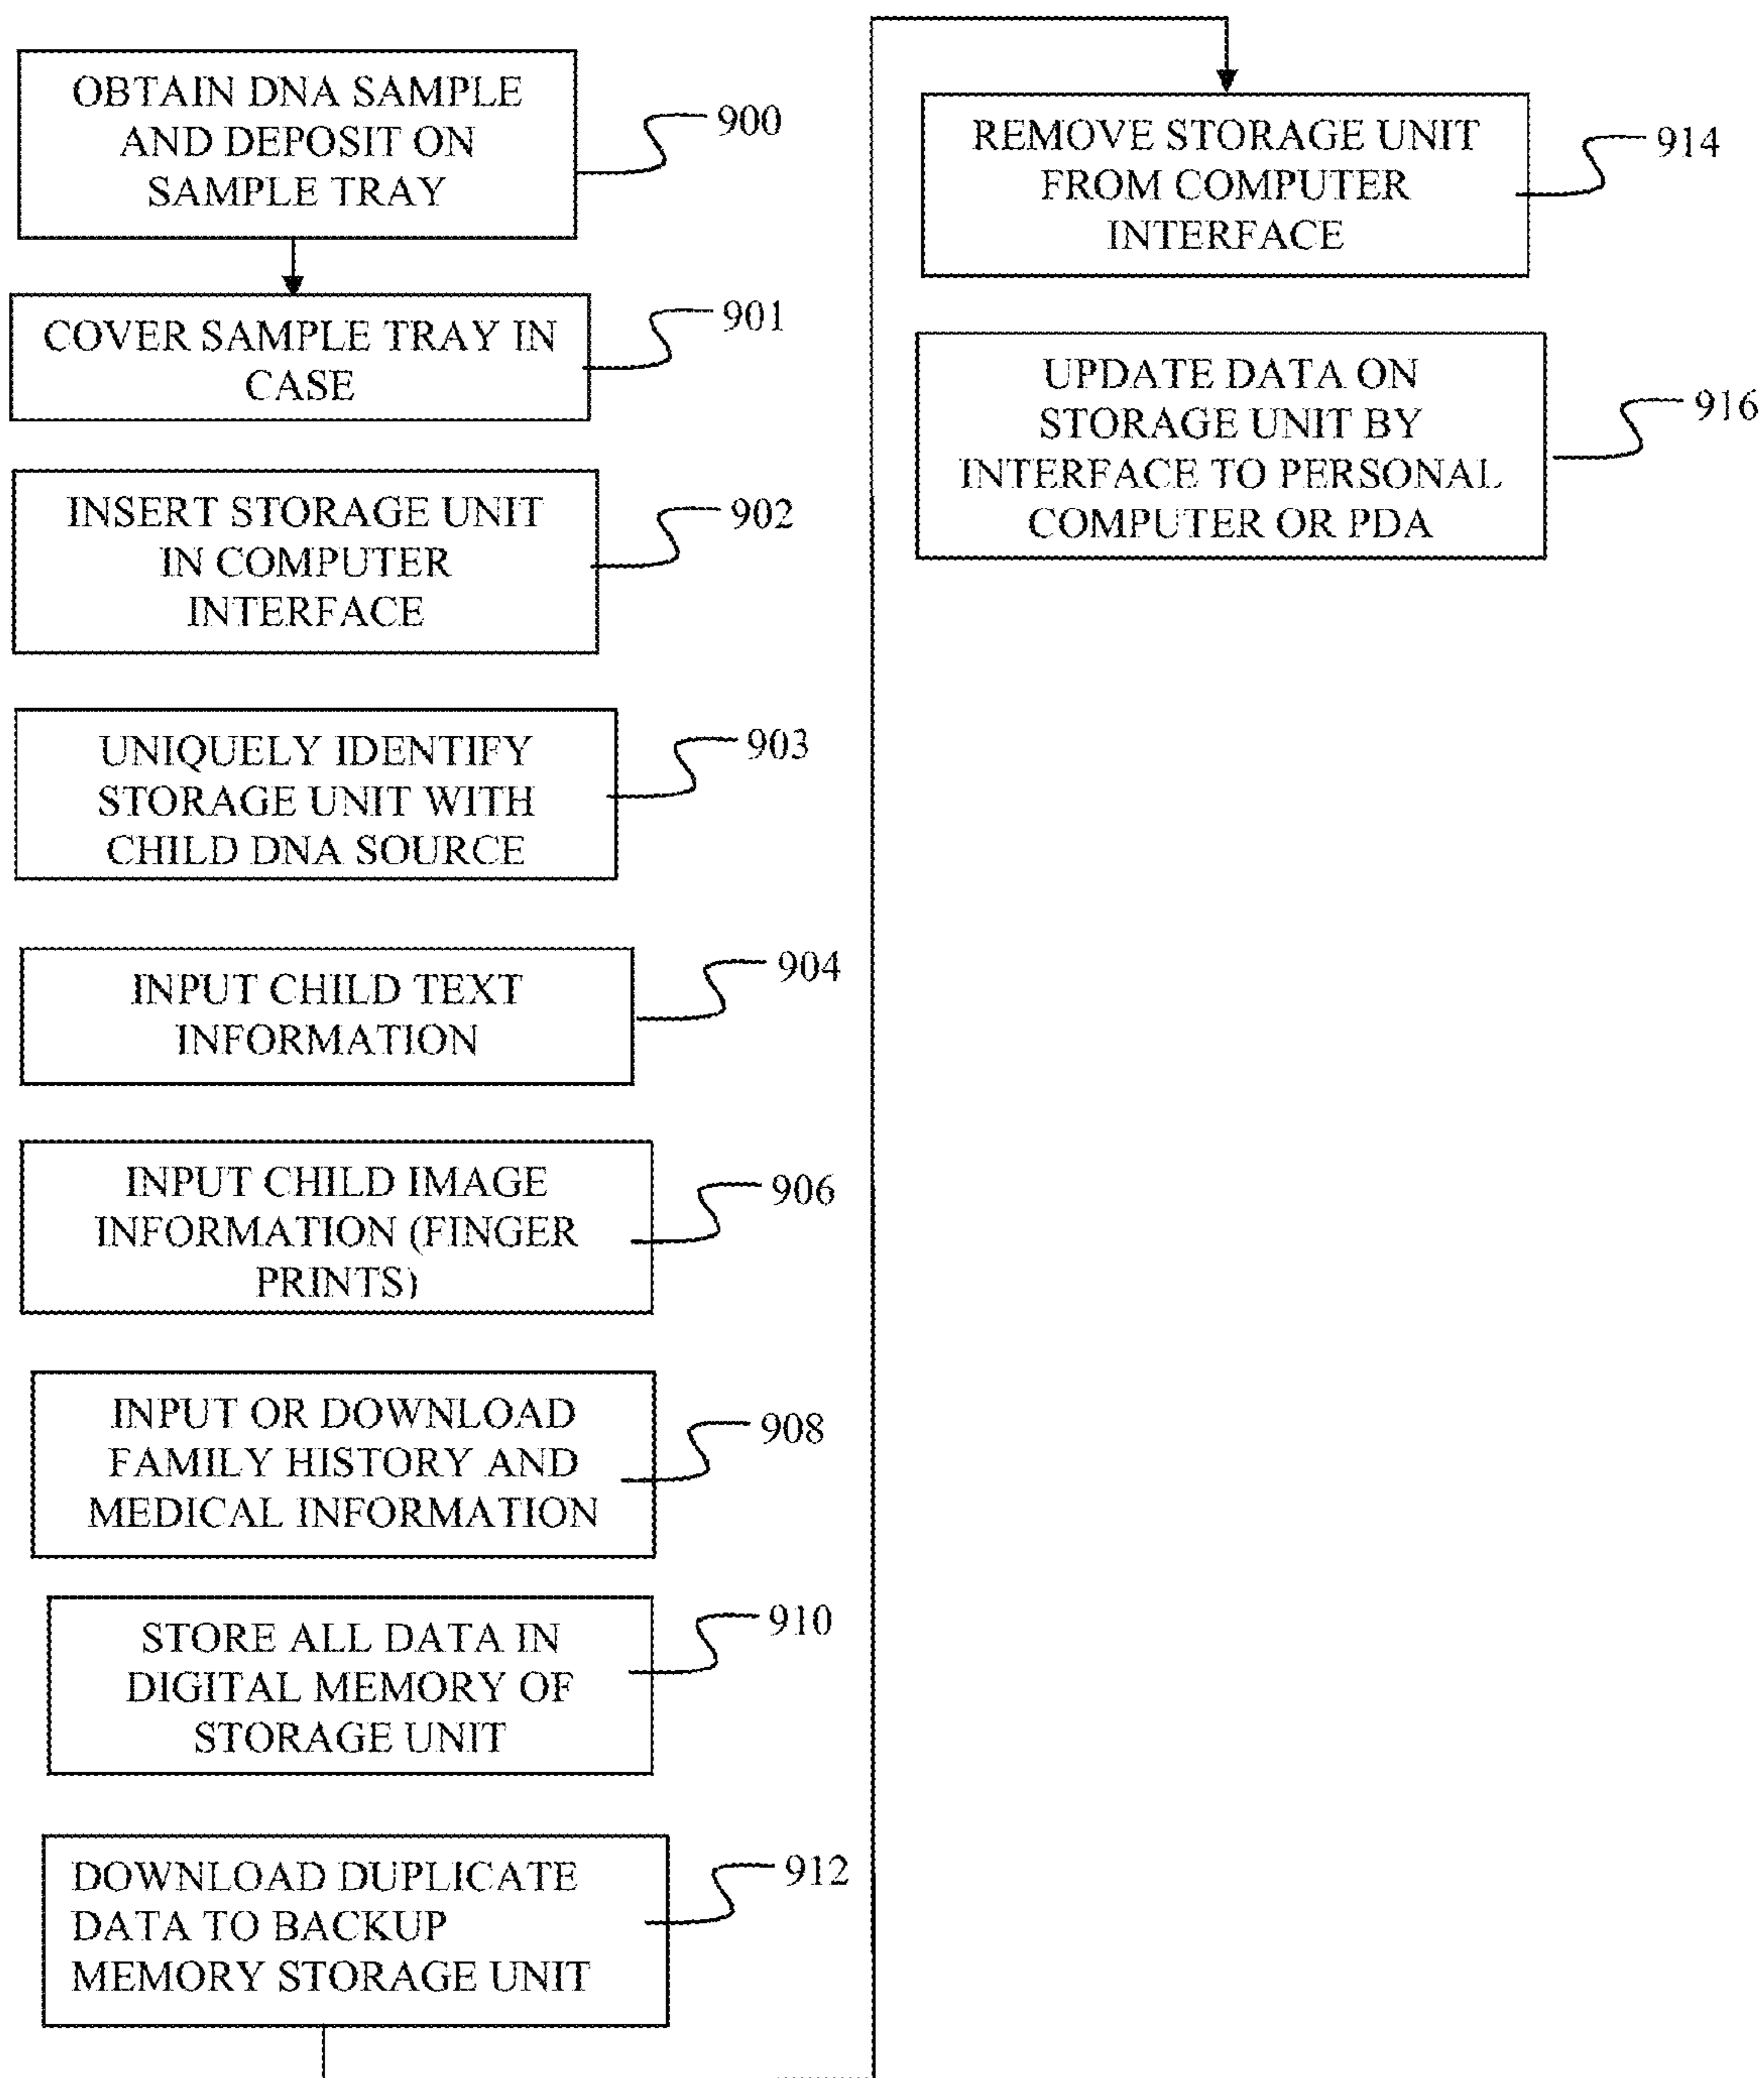 OBTAIN DNA SAMPLE
AND DEPOSIT ON
SAMPLE TRAY
900
COVER SAMPLE TRAY IN
CASE
901
INSERT STORAGE UNIT
IN COMPUTER
INTERFACE
902
UNIQUELY IDENTIFY
STORAGE UNIT WITH
CHILD DNA SOURCE
903
INPUT CHILD TEXT
INFORMATION
904
INPUT CHILD IMAGE
INFORMATION (FINGER
PRINTS)
906
INPUT OR DOWNLOAD
FAMILY HISTORY AND
MEDICAL INFORMATION
908
STORE ALL DATA IN
DIGITAL MEMORY OF
STORAGE UNIT
910
DOWNLOAD DUPLICATE
DATA TO BACKUP
MEMORY STORAGE UNIT
912
REMOVE STORAGE UNIT
FROM COMPUTER
INTERFACE
914
UPDATE DATA ON
STORAGE UNIT BY
INTERFACE TO PERSONAL
COMPUTER OR PDA
916